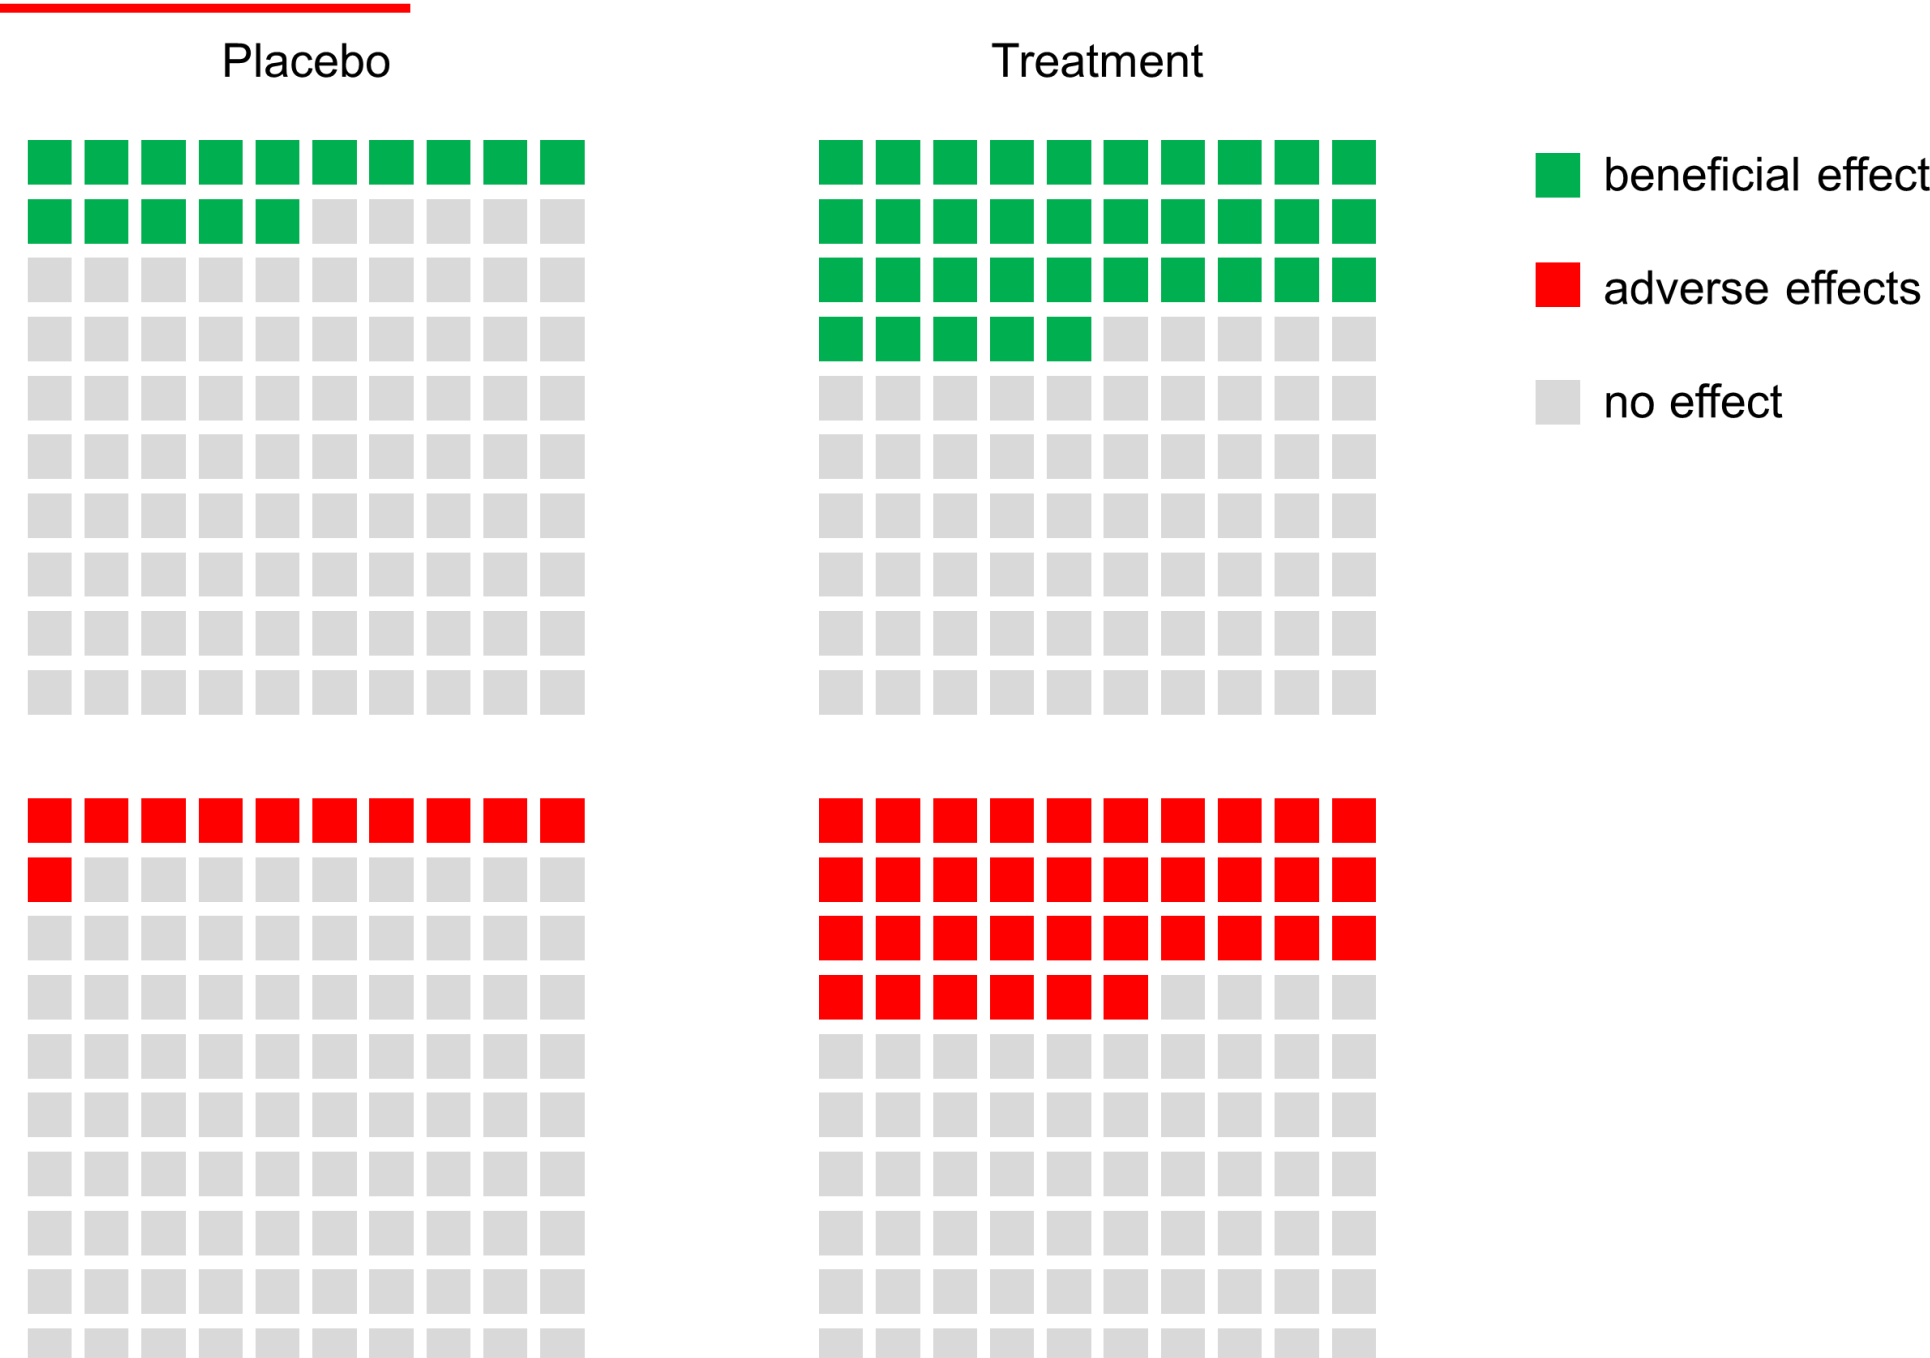 Placebo
Treatment
beneficial effect
adverse effects
no effect